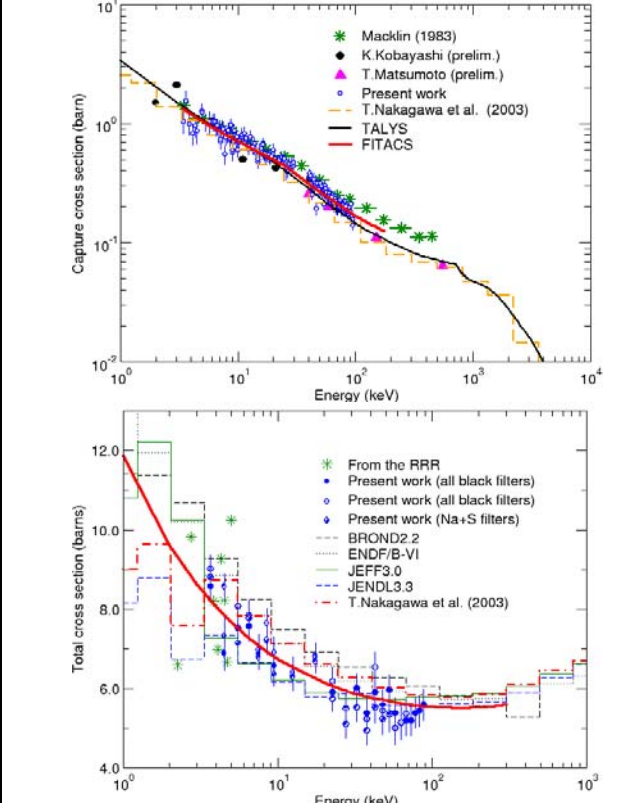 10¹
Macklin (1983)
K.Kobayashi (prelim.)
T.Matsumoto (prelim.)
Present work
T.Nakagawa et al. (2003)
TALYS
FITACS
10⁰
Capture cross section (barn)
10⁻¹
10⁻²
10⁰ 10¹ 10² 10³ 10⁴
Energy (keV)
12.0
From the RRR
Present work (all black filters)
Present work (all black filters)
Present work (Na+S filters)
BROND2.2
ENDF/B-VI
JEFF3.0
JENDL3.3
T.Nakagawa et al. (2003)
10.0
Total cross section (barns)
8.0
6.0
4.0
10⁰ 10¹ 10² 10³
Energy (keV)